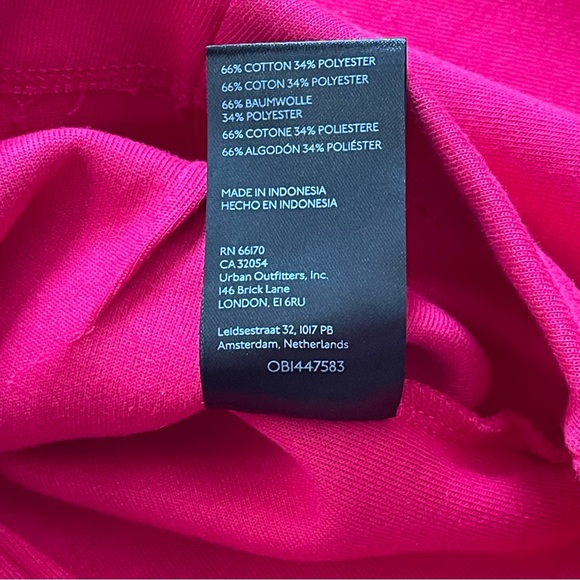 66% COTTON 34% POLYESTER
66% COTON 34% POLYESTER
66% BAUMWOLLE
34% POLYESTER
66% COTONE 34% POLIESTERE
66% ALGODÓN 34% POLIÉSTER
MADE IN INDONESIA
HECHO EN INDONESIA
RN 66170
CA 32054
Urban Outfitters, Inc.
146 Brick Lane
LONDON, E1 6RU
Leidsestraat 32, 1017 PB
Amsterdam, Netherlands
OB1447583